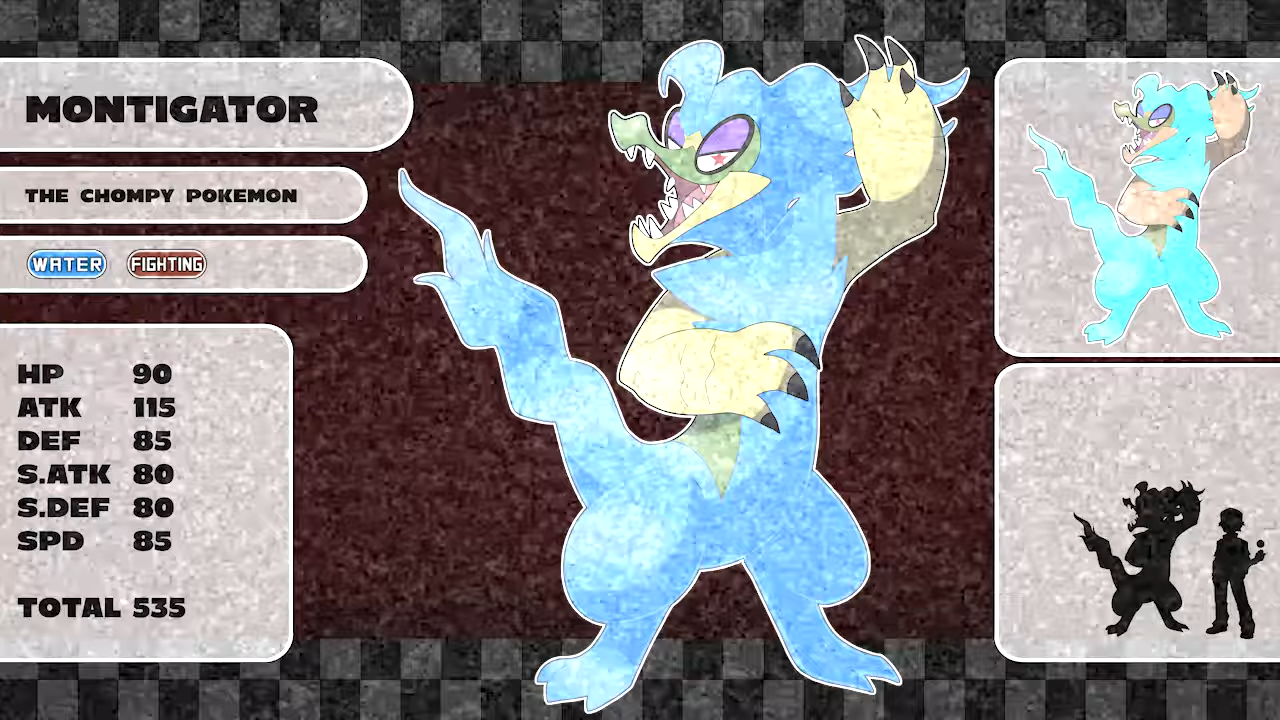 MONTIGATOR
THE CHOMPY POKEMON
WATER FIGHTING
HP 90
ATK 115
DEF 85
S.ATK 80
S.DEF 80
SPD 85
TOTAL 535